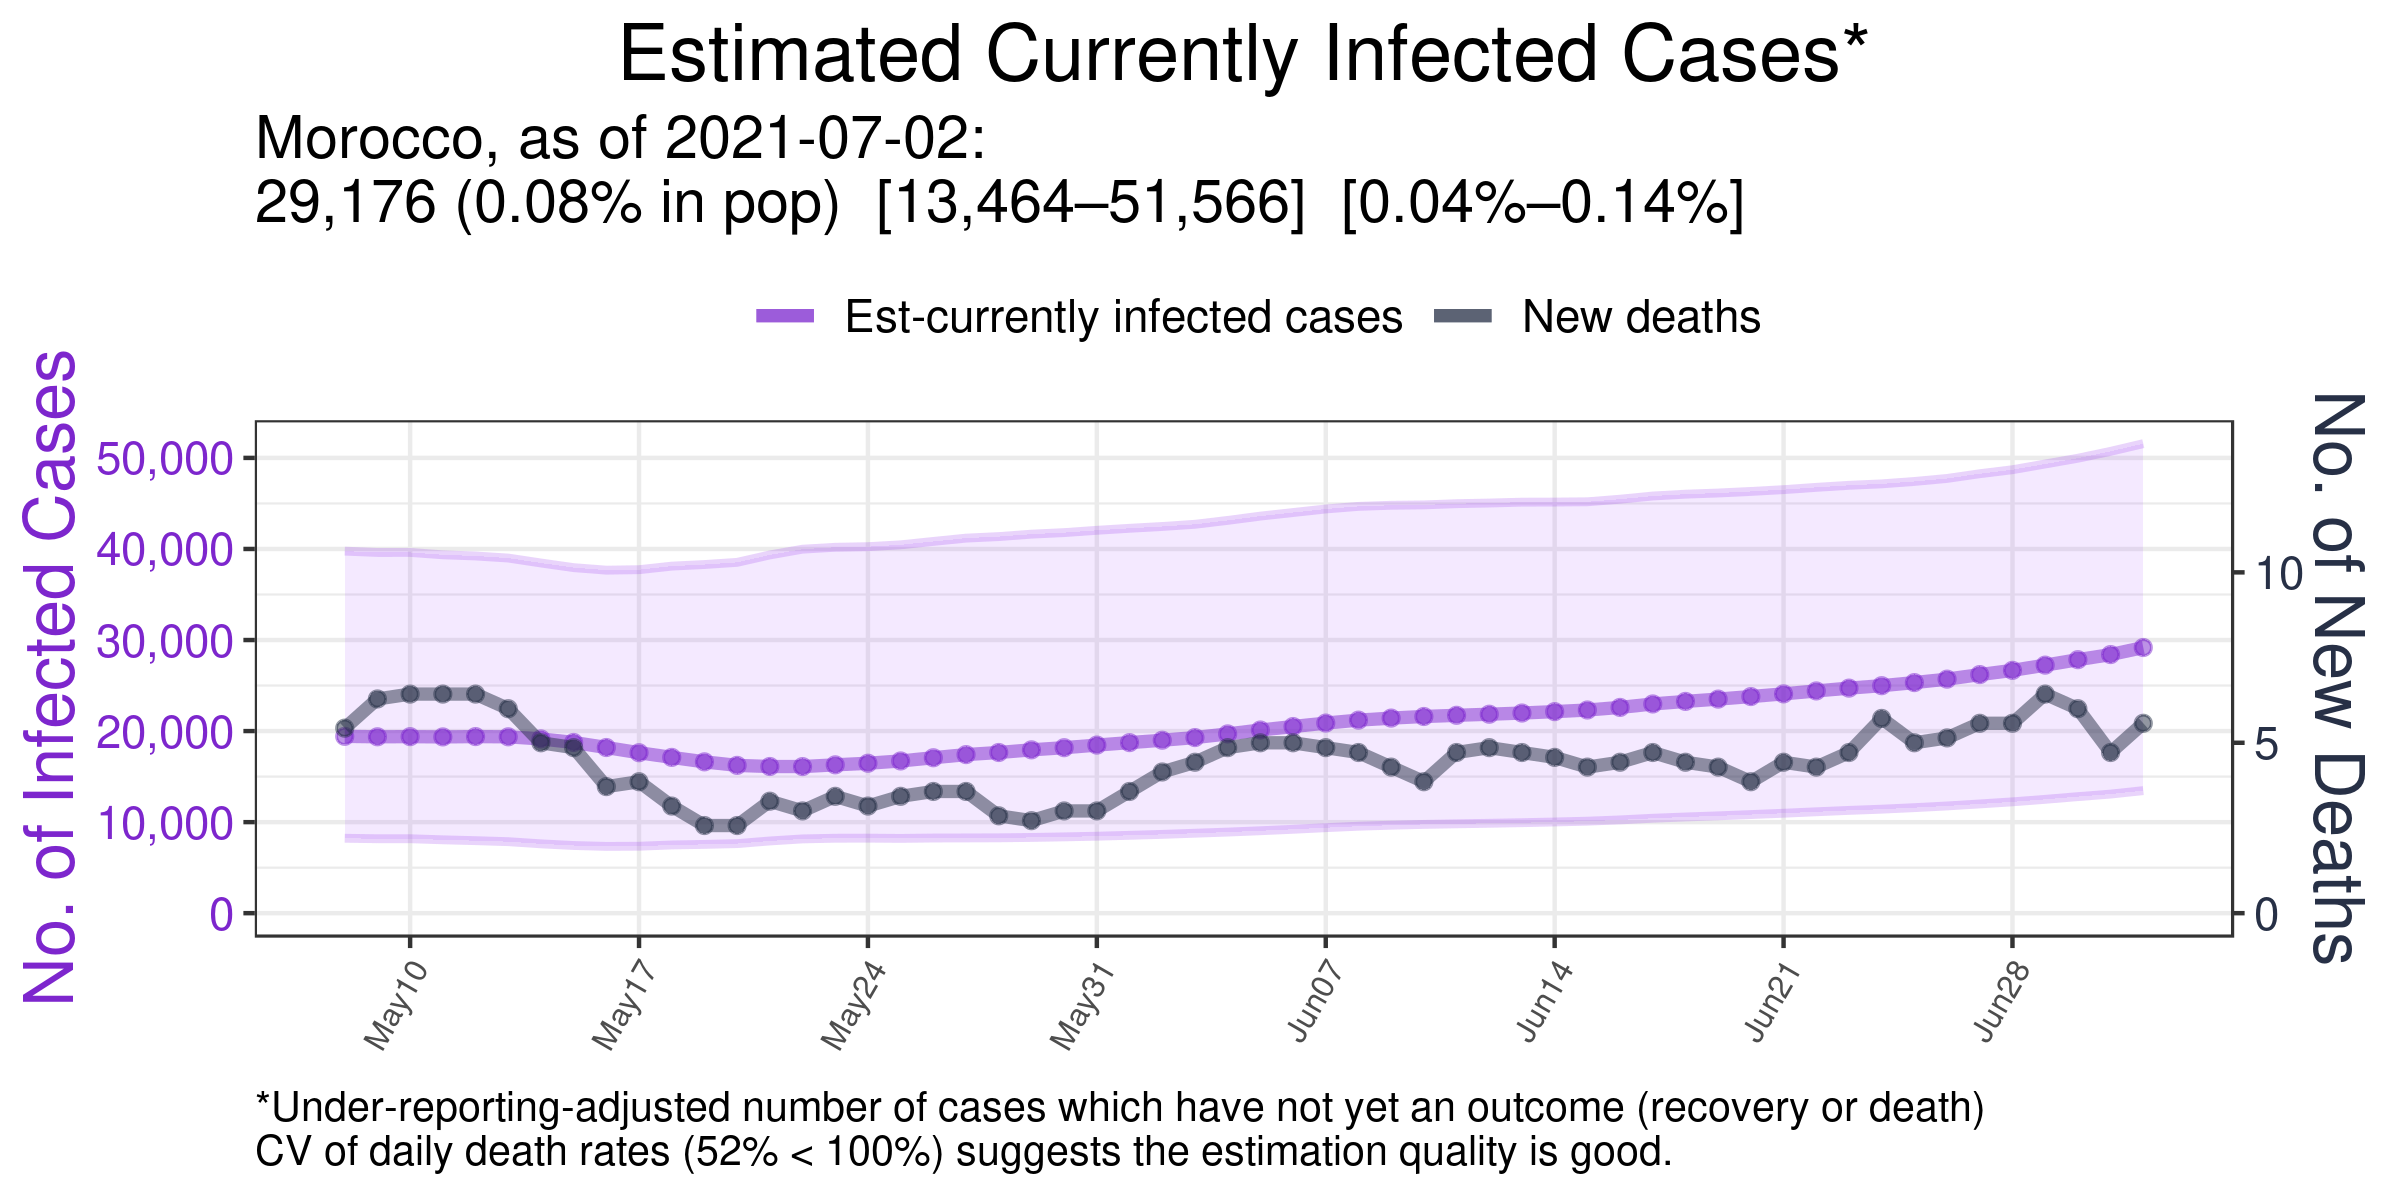 Estimated Currently Infected Cases*
Morocco, as of 2021-07-02:
29,176 (0.08% in pop)  [13,464–51,566]  [0.04%–0.14%]
Est-currently infected cases
New deaths
No. of Infected Cases
50,000
40,000
30,000
20,000
10,000
0
10
5
0
No. of New Deaths
May10
May17
May24
May31
Jun07
Jun14
Jun21
Jun28
*Under-reporting-adjusted number of cases which have not yet an outcome (recovery or death)
CV of daily death rates (52% < 100%) suggests the estimation quality is good.